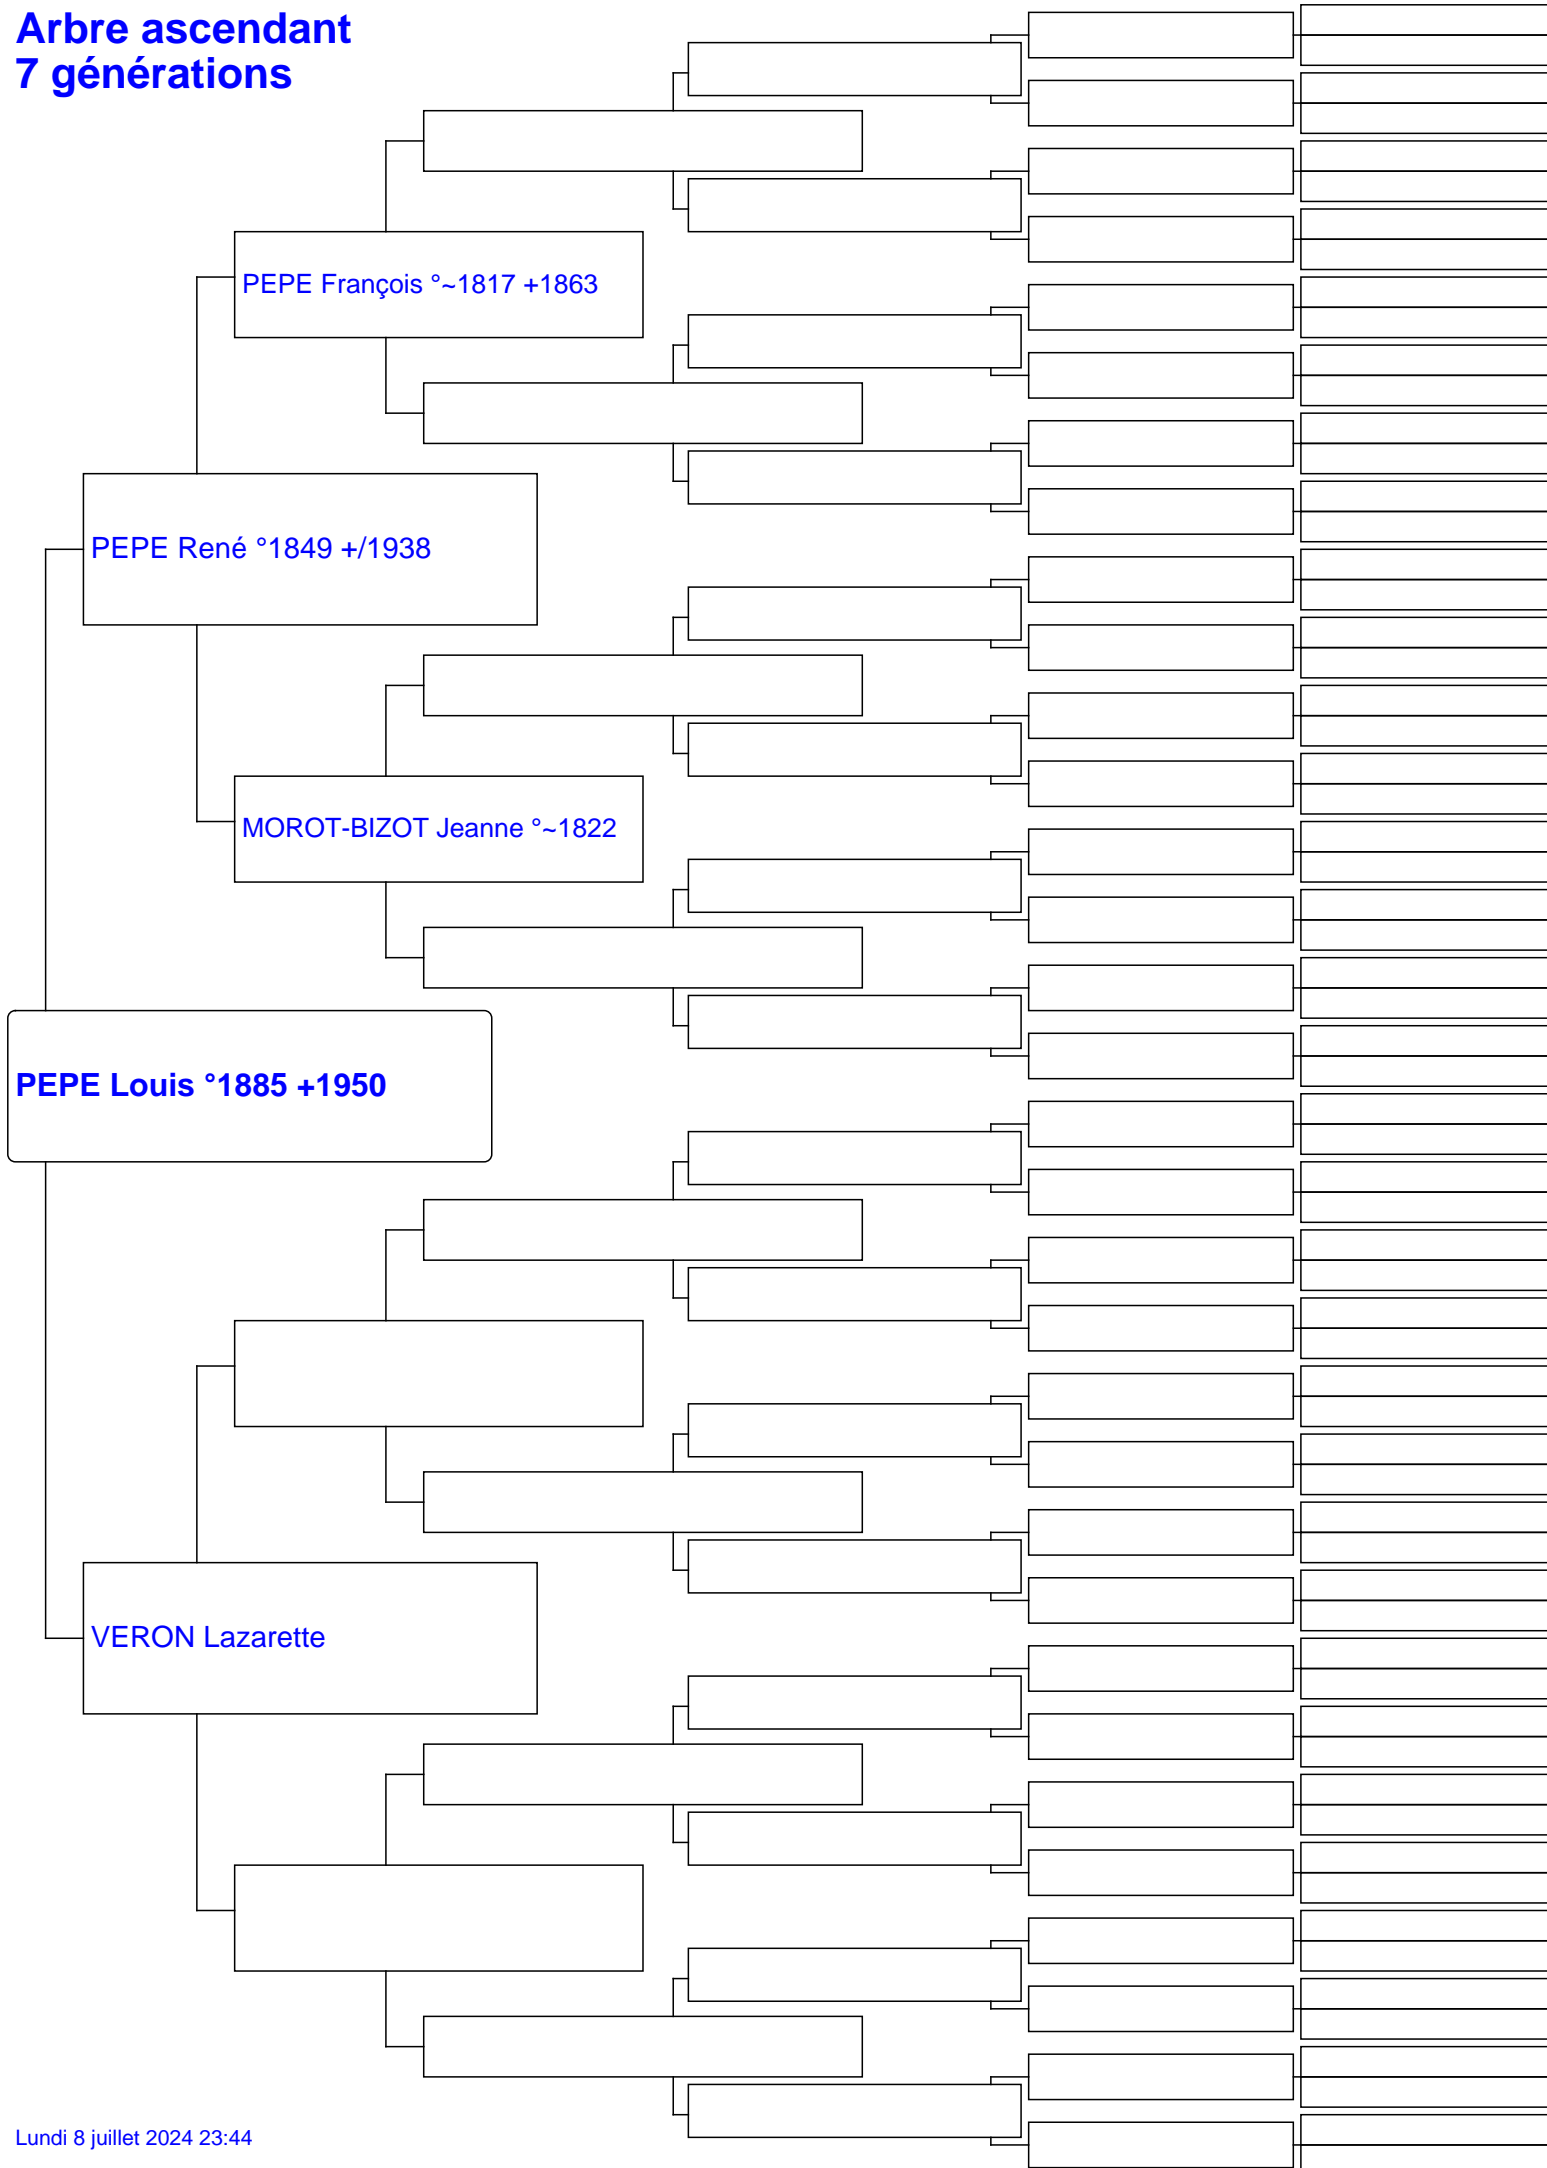 Arbre ascendant
7 générations
PEPE François °~1817 +1863
PEPE René °1849 +/1938
MOROT-BIZOT Jeanne °~1822
PEPE Louis °1885 +1950
VERON Lazarette
Lundi 8 juillet 2024 23:44